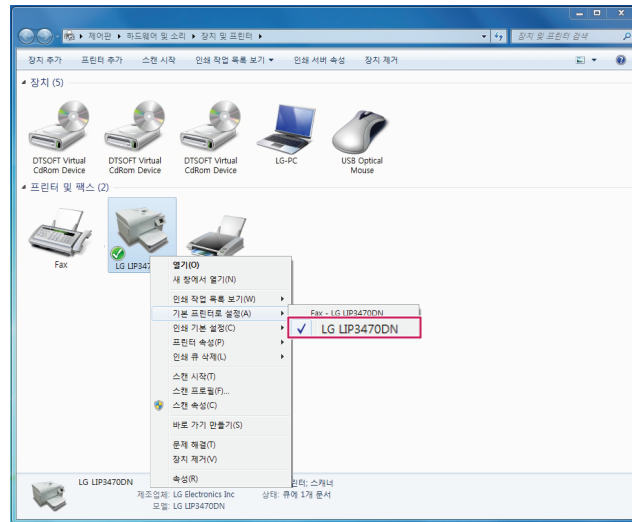 ▸ 제어판 ▸ 하드웨어 및 소리 ▸ 장치 및 프린터 ▸
장치 및 프린터 검색
장치 추가 프린터 추가 스캔 시작 인쇄 작업 목록 보기 ▾ 인쇄 서버 속성 장치 제거
장치 (5)
DTSOFT Virtual CdRom Device
DTSOFT Virtual CdRom Device
DTSOFT Virtual CdRom Device
LG-PC
USB Optical Mouse
프린터 및 팩스 (2)
Fax
LG LIP347
열기(O)
새 창에서 열기(N)
인쇄 작업 목록 보기(W)
기본 프린터로 설정(A)
Fax - LG LIP3470DN
LG LIP3470DN
인쇄 기본 설정(C)
프린터 속성(P)
인쇄 큐 삭제(L)
스캔 시작(T)
스캔 프로필(F)...
스캔 속성(C)
바로 가기 만들기(S)
문제 해결(T)
장치 제거(V)
속성(R)
LG LIP3470DN
린터; 스캐너
제조업체: LG Electronics Inc 상태: 큐에 1개 문서
모델: LG LIP3470DN